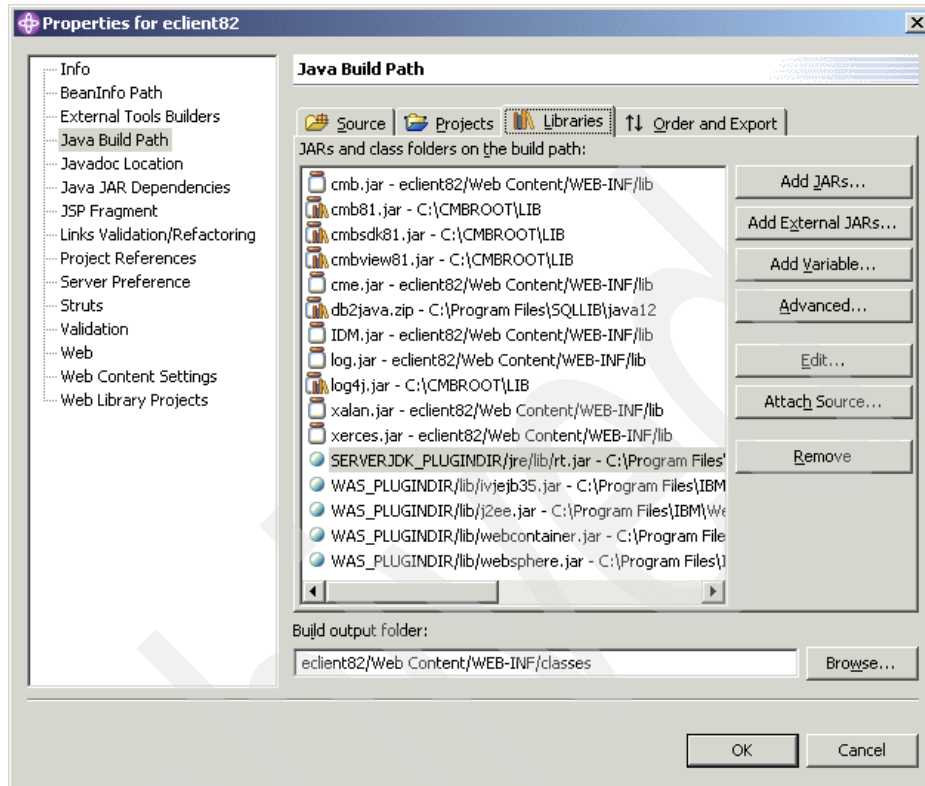 Properties for eclient82
Info
BeanInfo Path
External Tools Builders
Java Build Path
Javadoc Location
Java JAR Dependencies
JSP Fragment
Links Validation/Refactoring
Project References
Server Preference
Struts
Validation
Web
Web Content Settings
Web Library Projects
Java Build Path
Source
Projects
Libraries
Order and Export
JARs and class folders on the build path:
cmb.jar - eclient82/Web Content/WEB-INF/lib
cmb81.jar - C:\CMBROOT\LIB
cmbsdk81.jar - C:\CMBROOT\LIB
cmbview81.jar - C:\CMBROOT\LIB
cme.jar - eclient82/Web Content/WEB-INF/lib
db2java.zip - C:\Program Files\SQLLIB\java12
IDM.jar - eclient82/Web Content/WEB-INF/lib
log.jar - eclient82/Web Content/WEB-INF/lib
log4j.jar - C:\CMBROOT\LIB
xalan.jar - eclient82/Web Content/WEB-INF/lib
xerces.jar - eclient82/Web Content/WEB-INF/lib
SERVERJDK_PLUGINDIR/jre/lib/rt.jar - C:\Program Files
WAS_PLUGINDIR/lib/ivjejb35.jar - C:\Program Files\IBM
WAS_PLUGINDIR/lib/j2ee.jar - C:\Program Files\IBM\We
WAS_PLUGINDIR/lib/webcontainer.jar - C:\Program File
WAS_PLUGINDIR/lib/websphere.jar - C:\Program Files\
Add JARs...
Add External JARs...
Add Variable...
Advanced...
Edit...
Attach Source...
Remove
Build output folder:
eclient82/Web Content/WEB-INF/classes
Browse...
OK
Cancel